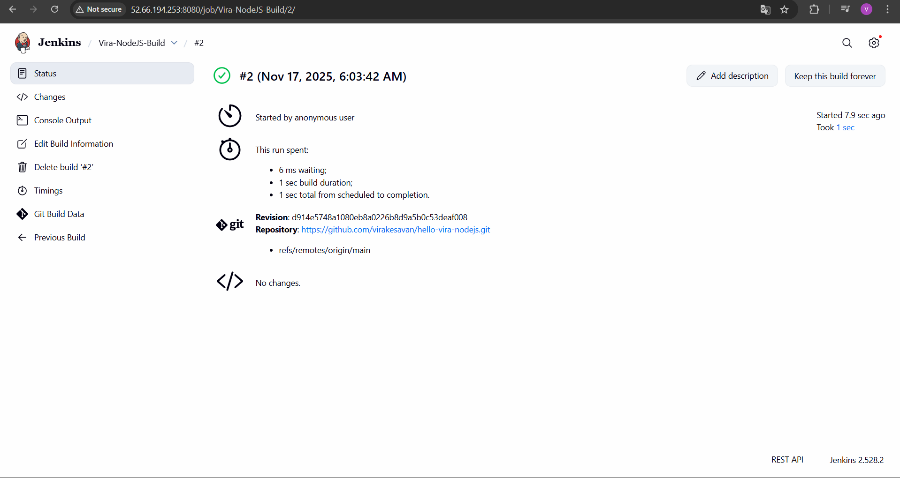 Not secure 52.66.194.253:8080/job/Vira-NodeJS-Build/2/
V
Jenkins / Vira-NodeJS-Build / #2
Status
Changes
Console Output
Edit Build Information
Delete build '#2'
Timings
Git Build Data
Previous Build
#2 (Nov 17, 2025, 6:03:42 AM)
Add description
Keep this build forever
Started by anonymous user
Started 7.9 sec ago
Took 1 sec
This run spent:
• 6 ms waiting;
• 1 sec build duration;
• 1 sec total from scheduled to completion.
git
Revision: d914e5748a1080eb8a0226b8d9a5b0c53deaf008
Repository: https://github.com/virakesavan/hello-vira-nodejs.git
• refs/remotes/origin/main
No changes.
REST API
Jenkins 2.528.2